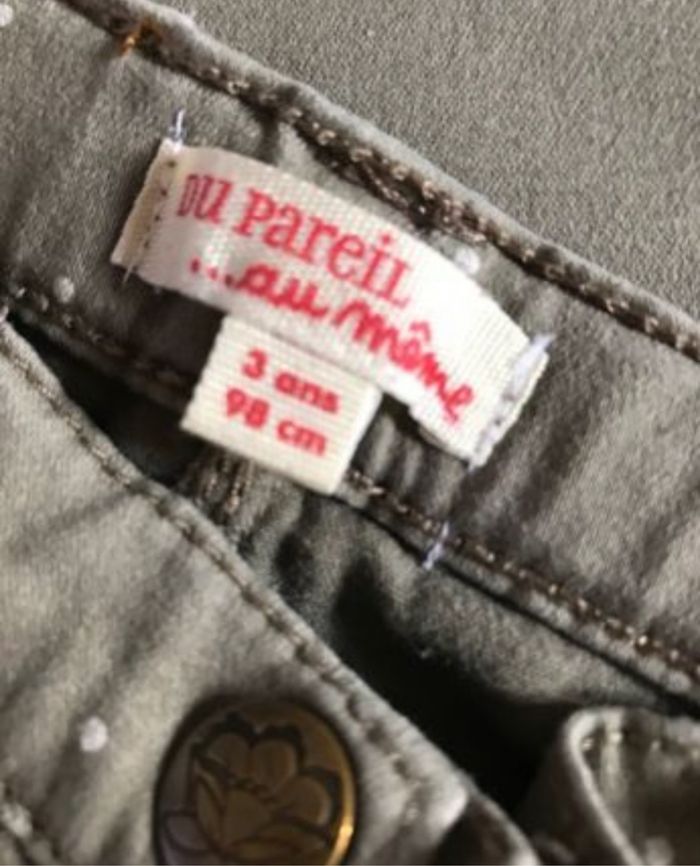 DU PareiL
...au même
3 ans
98 cm